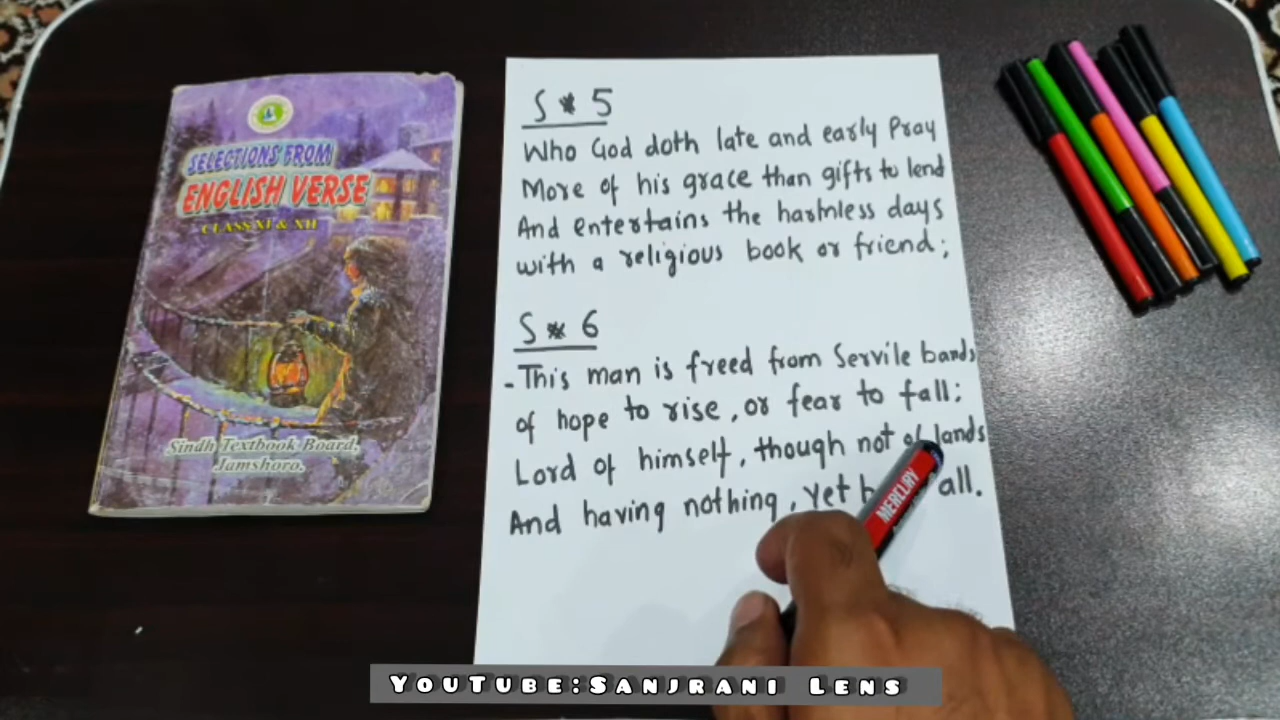 SELECTIONS FROM
ENGLISH VERSE
CLASS XI & XII
Sindh Textbook Board,
Jamshoro.
S * 5
Who God doth late and early Pray
More of his grace than gifts to lend
And entertains the harmless days
with a religious book or friend;
S * 6
- This man is freed from Servile bands
of hope to rise, or fear to fall;
Lord of himself, though not of lands
And having nothing, yet all.
MERCURY
YouTube:Sanjrani Lens